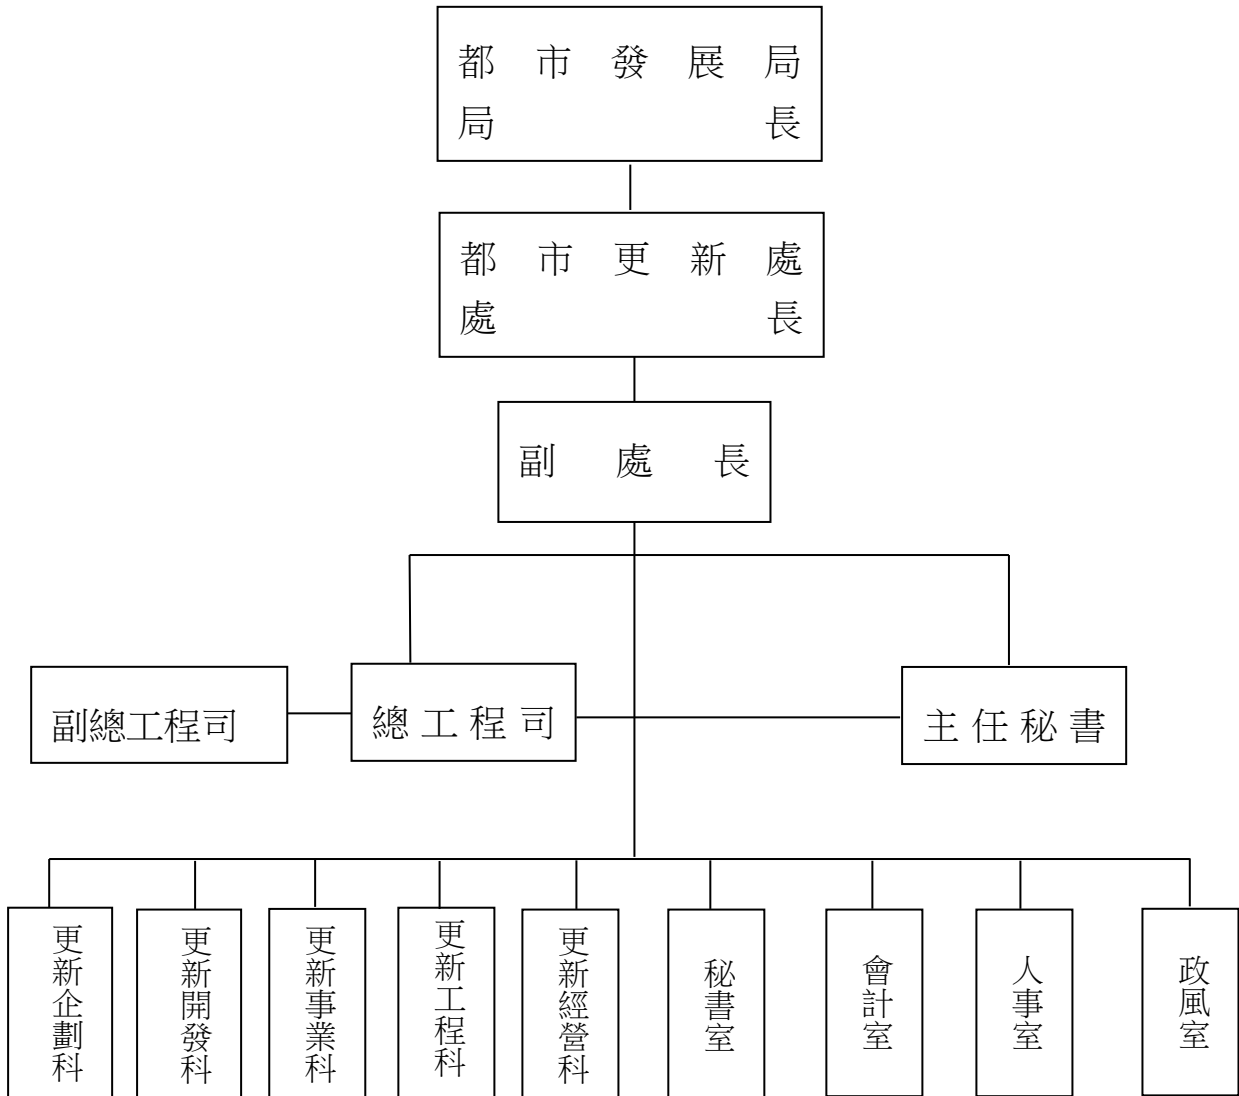 都市發展局
局長
都市更新處
處長
副處長
副總工程司
總工程司
主任秘書
更新企劃科
更新開發科
更新事業科
更新工程科
更新經營科
秘書室
會計室
人事室
政風室